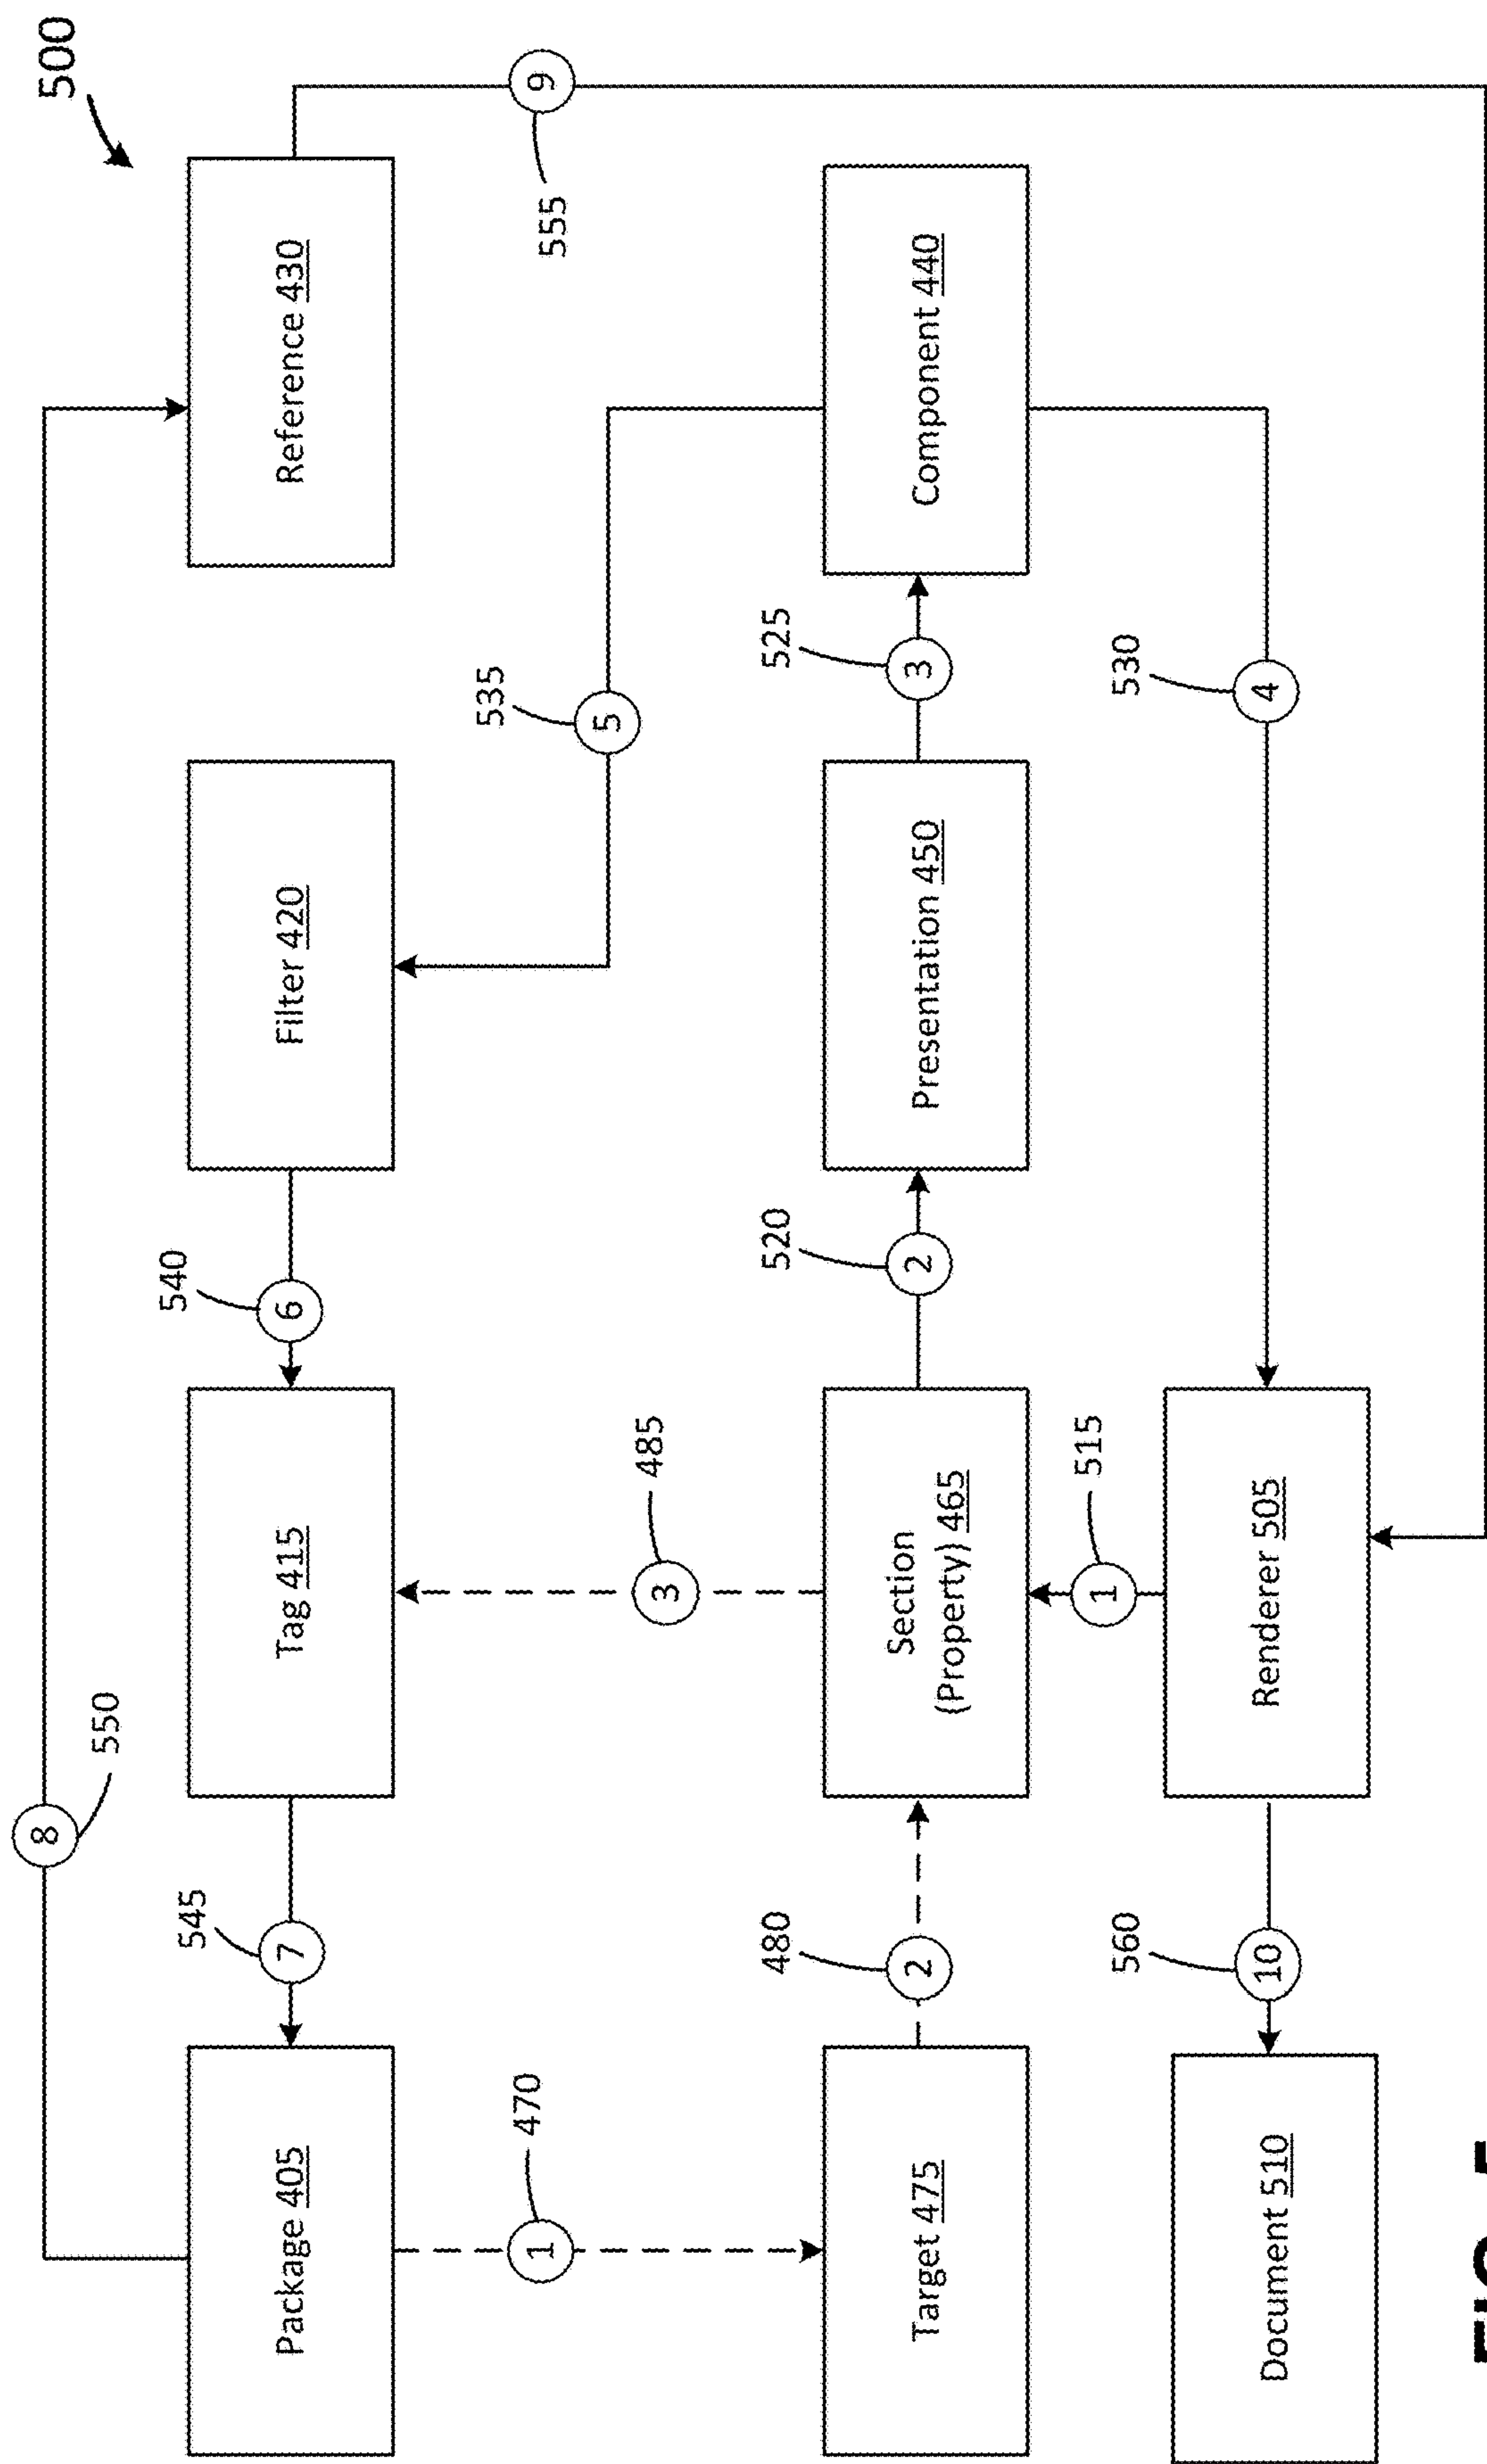 500
8
550
545
540
Package 405
7
Tag 415
6
Filter 420
Reference 430
470
1
485
3
535
5
9
555
480
520
525
Target 475
2
Section
(Property) 465
2
Presentation 450
3
Component 440
560
515
1
530
Document 510
10
Renderer 505
4